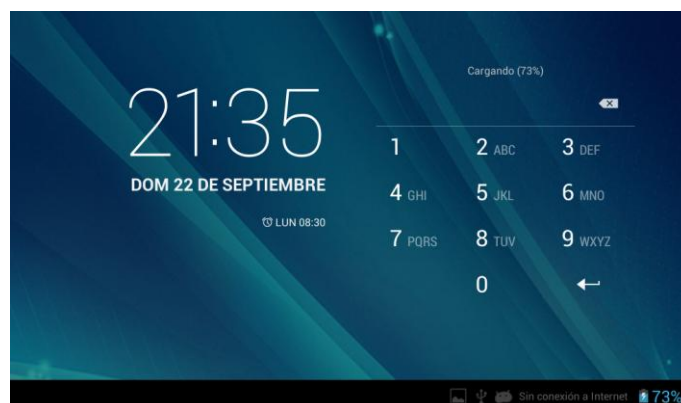 21:35
DOM 22 DE SEPTIEMBRE
LUN 08:30
Cargando (73%)
1
2 ABC
3 DEF
4 GHI
5 JKL
6 MNO
7 PQRS
8 TUV
9 WXYZ
0
Sin conexión a Internet
73%